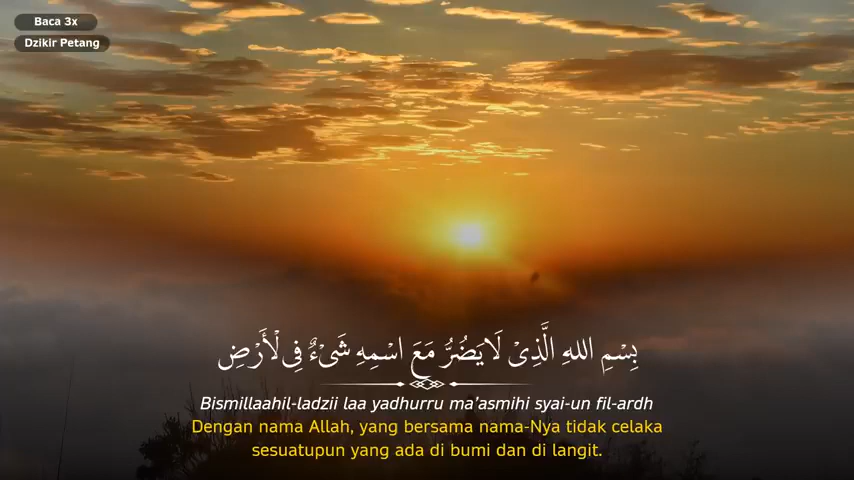 Baca 3x
Dzikir Petang
بِسْمِ اللهِ الَّذِىْ لَايَضُرُّ مَعَ اسْمِهِ شَىْءٌ فِى لْأَرْضِ
Bismillaahil-ladzii laa yadhurru ma’asmihi syai-un fil-ardh
Dengan nama Allah, yang bersama nama-Nya tidak celaka
sesuatupun yang ada di bumi dan di langit.